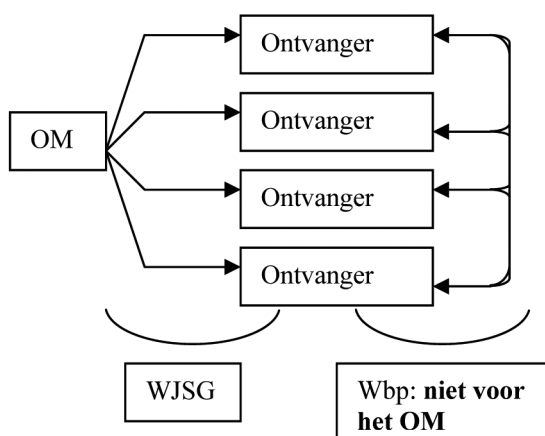 Ontvanger
OM
Ontvanger
Ontvanger
Ontvanger
WJSG
Wbp: niet voor
het OM